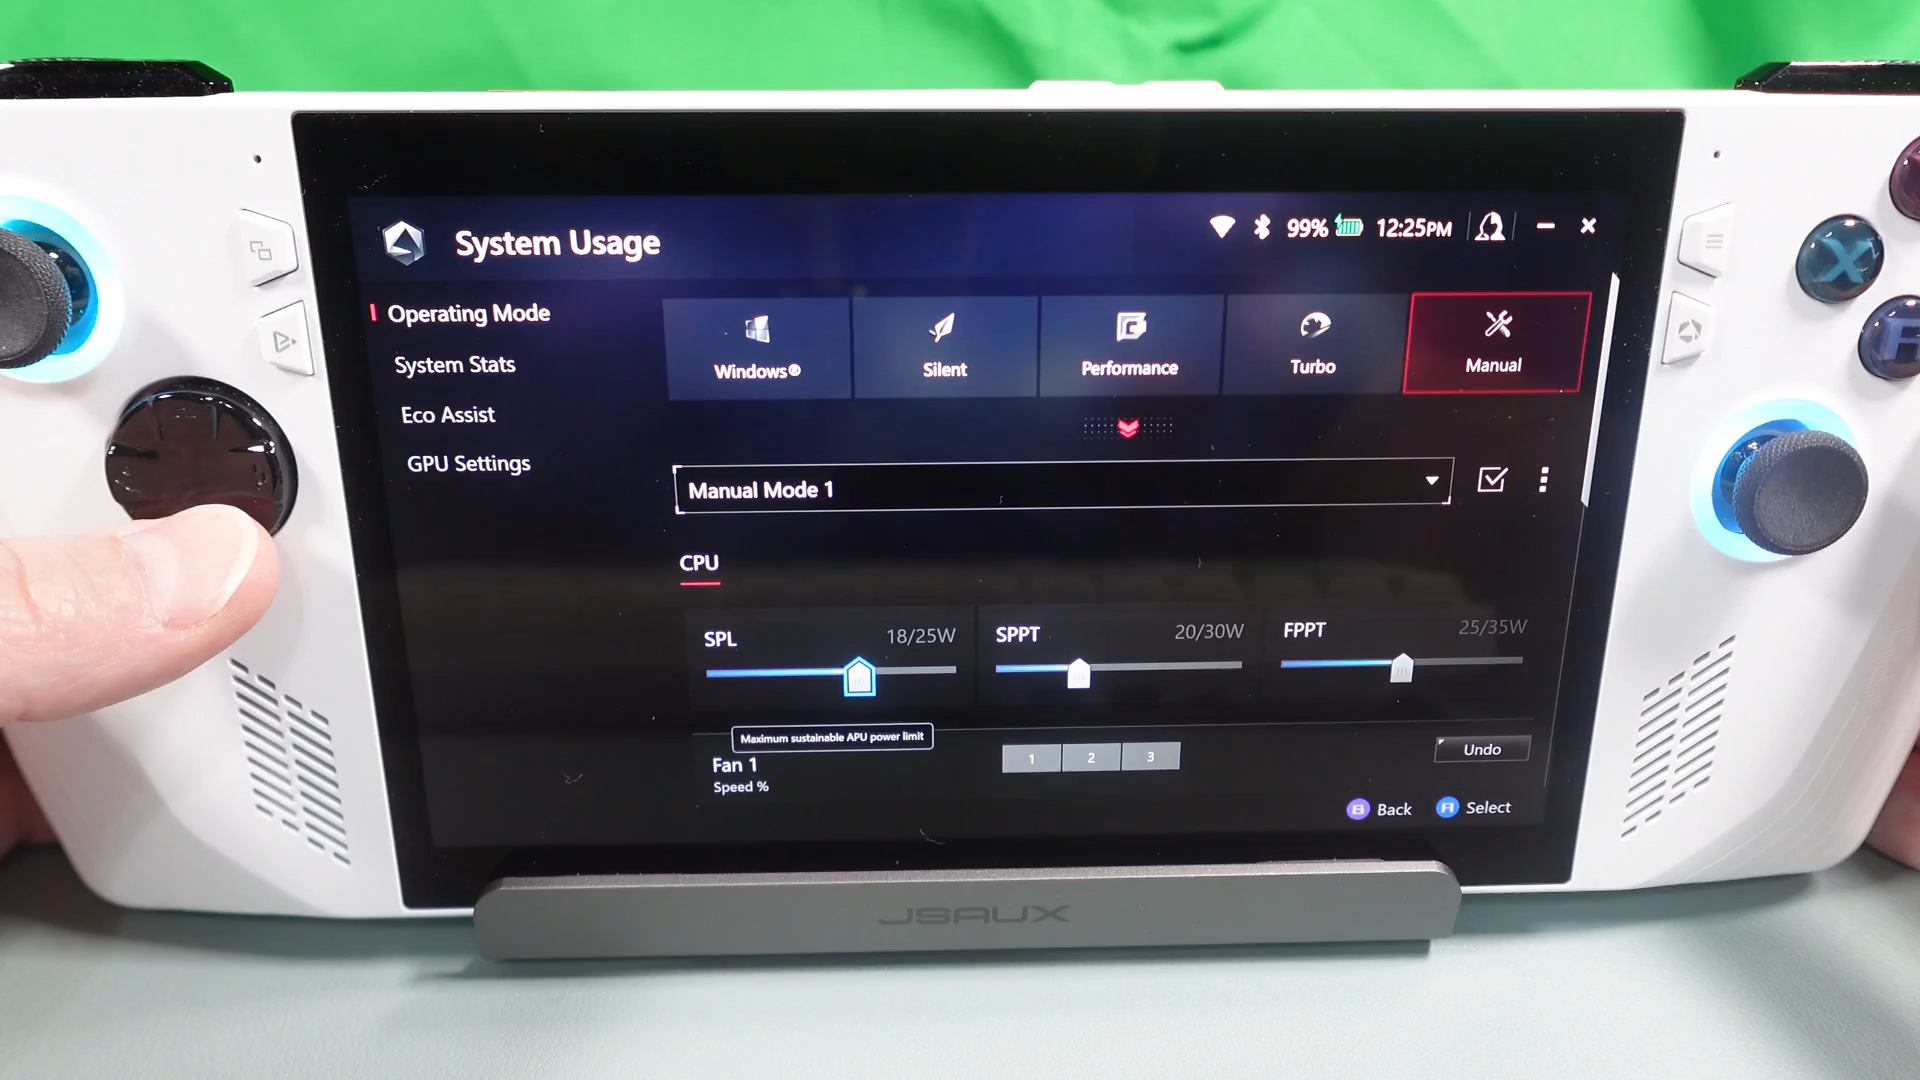 System Usage
99%
12:25PM
Operating Mode
System Stats
Eco Assist
GPU Settings
Windows®
Silent
Performance
Turbo
Manual
Manual Mode 1
CPU
SPL
18/25W
SPPT
20/30W
FPPT
25/35W
Maximum sustainable APU power limit
Fan 1
Speed %
1
2
3
Undo
B
Back
A
Select
X
JSAUX